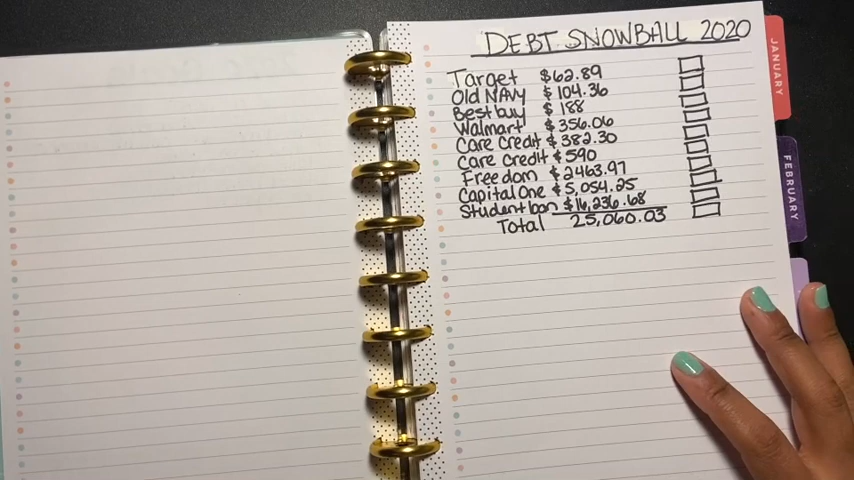 DEBT SNOWBALL 2020
Target $62.89
Old NAVY $104.36
Best buy $188
Walmart $356.06
Care Credit $382.30
Care Credit $590
Freedom $2463.97
Capital One $5,054.25
Student loan $16,236.68
Total 25,060.03
JANUARY
FEBRUARY